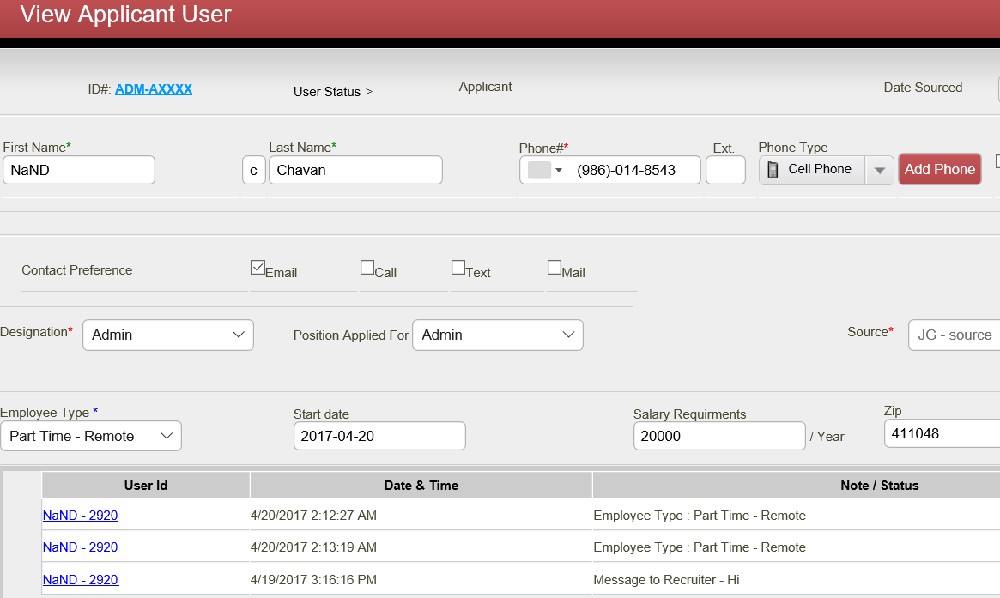 View Applicant User
ID#: ADM-AXXXX User Status > Applicant Date Sourced
First Name* Last Name* Phone#* Ext. Phone Type
NaND Chavan (986)-014-8543 Cell Phone Add Phone
Contact Preference Email Call Text Mail
Designation* Admin Position Applied For Admin Source* JG - source
Employee Type * Start date Salary Requirments Zip
Part Time - Remote 2017-04-20 20000 / Year 411048
User Id Date & Time Note / Status
NaND - 2920 4/20/2017 2:12:27 AM Employee Type : Part Time - Remote
NaND - 2920 4/20/2017 2:13:19 AM Employee Type : Part Time - Remote
NaND - 2920 4/19/2017 3:16:16 PM Message to Recruiter - Hi